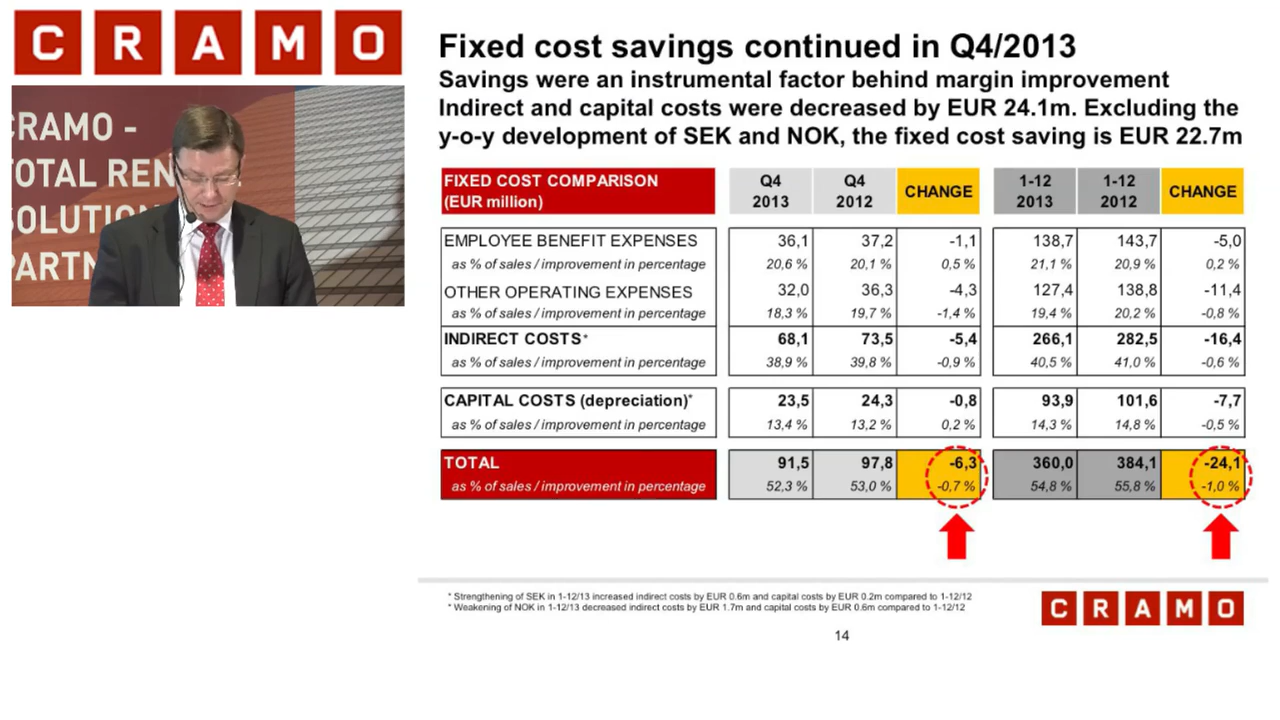 CRAMO
CRAMO -
TOTAL REN
SOLUTION
PARTN
Fixed cost savings continued in Q4/2013
Savings were an instrumental factor behind margin improvement
Indirect and capital costs were decreased by EUR 24.1m. Excluding the
y-o-y development of SEK and NOK, the fixed cost saving is EUR 22.7m
FIXED COST COMPARISON (EUR million) Q4 2013 Q4 2012 CHANGE 1-12 2013 1-12 2012 CHANGE
EMPLOYEE BENEFIT EXPENSES 36,1 37,2 -1,1 138,7 143,7 -5,0
as % of sales / improvement in percentage 20,6 % 20,1 % 0,5 % 21,1 % 20,9 % 0,2 %
OTHER OPERATING EXPENSES 32,0 36,3 -4,3 127,4 138,8 -11,4
as % of sales / improvement in percentage 18,3 % 19,7 % -1,4 % 19,4 % 20,2 % -0,8 %
INDIRECT COSTS* 68,1 73,5 -5,4 266,1 282,5 -16,4
as % of sales / improvement in percentage 38,9 % 39,8 % -0,9 % 40,5 % 41,0 % -0,6 %
CAPITAL COSTS (depreciation)* 23,5 24,3 -0,8 93,9 101,6 -7,7
as % of sales / improvement in percentage 13,4 % 13,2 % 0,2 % 14,3 % 14,8 % -0,5 %
TOTAL 91,5 97,8 -6,3 360,0 384,1 -24,1
as % of sales / improvement in percentage 52,3 % 53,0 % -0,7 % 54,8 % 55,8 % -1,0 %
* Strengthening of SEK in 1-12/13 increased indirect costs by EUR 0.6m and capital costs by EUR 0.2m compared to 1-12/12
* Weakening of NOK in 1-12/13 decreased indirect costs by EUR 1.7m and capital costs by EUR 0.6m compared to 1-12/12
CRAMO
14